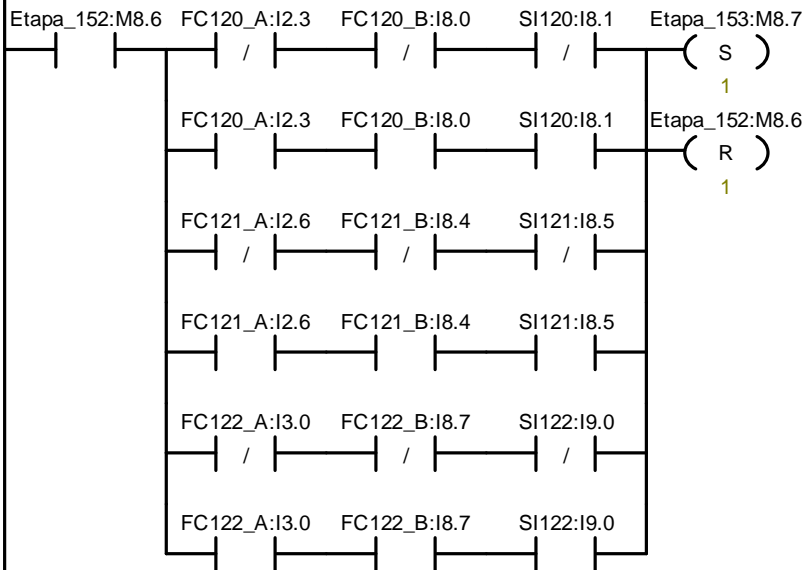 Etapa_152:M8.6 FC120_A:I2.3 FC120_B:I8.0 SI120:I8.1 Etapa_153:M8.7
/ / / S
1
FC120_A:I2.3 FC120_B:I8.0 SI120:I8.1 Etapa_152:M8.6
R
1
FC121_A:I2.6 FC121_B:I8.4 SI121:I8.5
/ / /
FC121_A:I2.6 FC121_B:I8.4 SI121:I8.5
FC122_A:I3.0 FC122_B:I8.7 SI122:I9.0
/ / /
FC122_A:I3.0 FC122_B:I8.7 SI122:I9.0